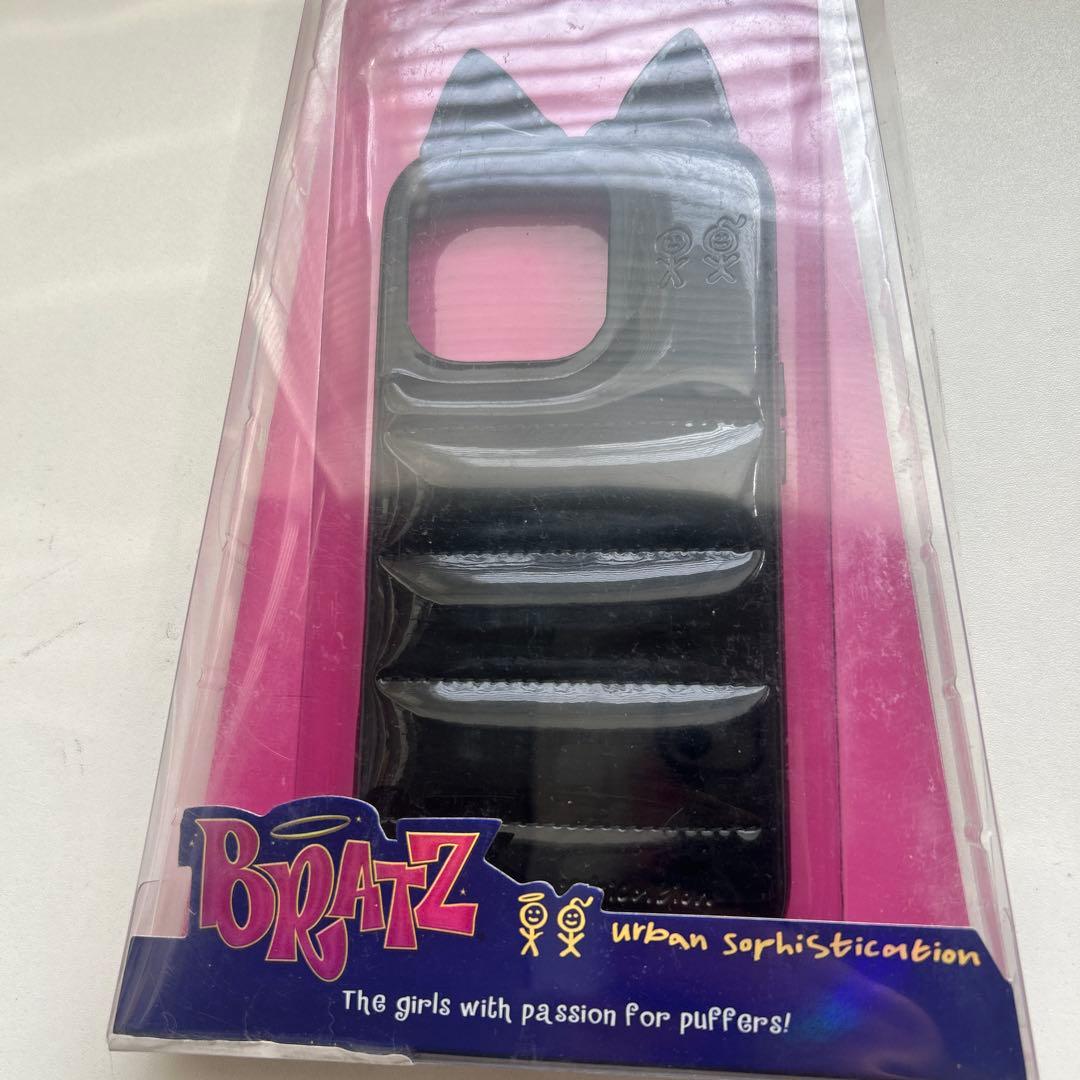 BRATZ
urban sophistication
The girls with passion for puffers!